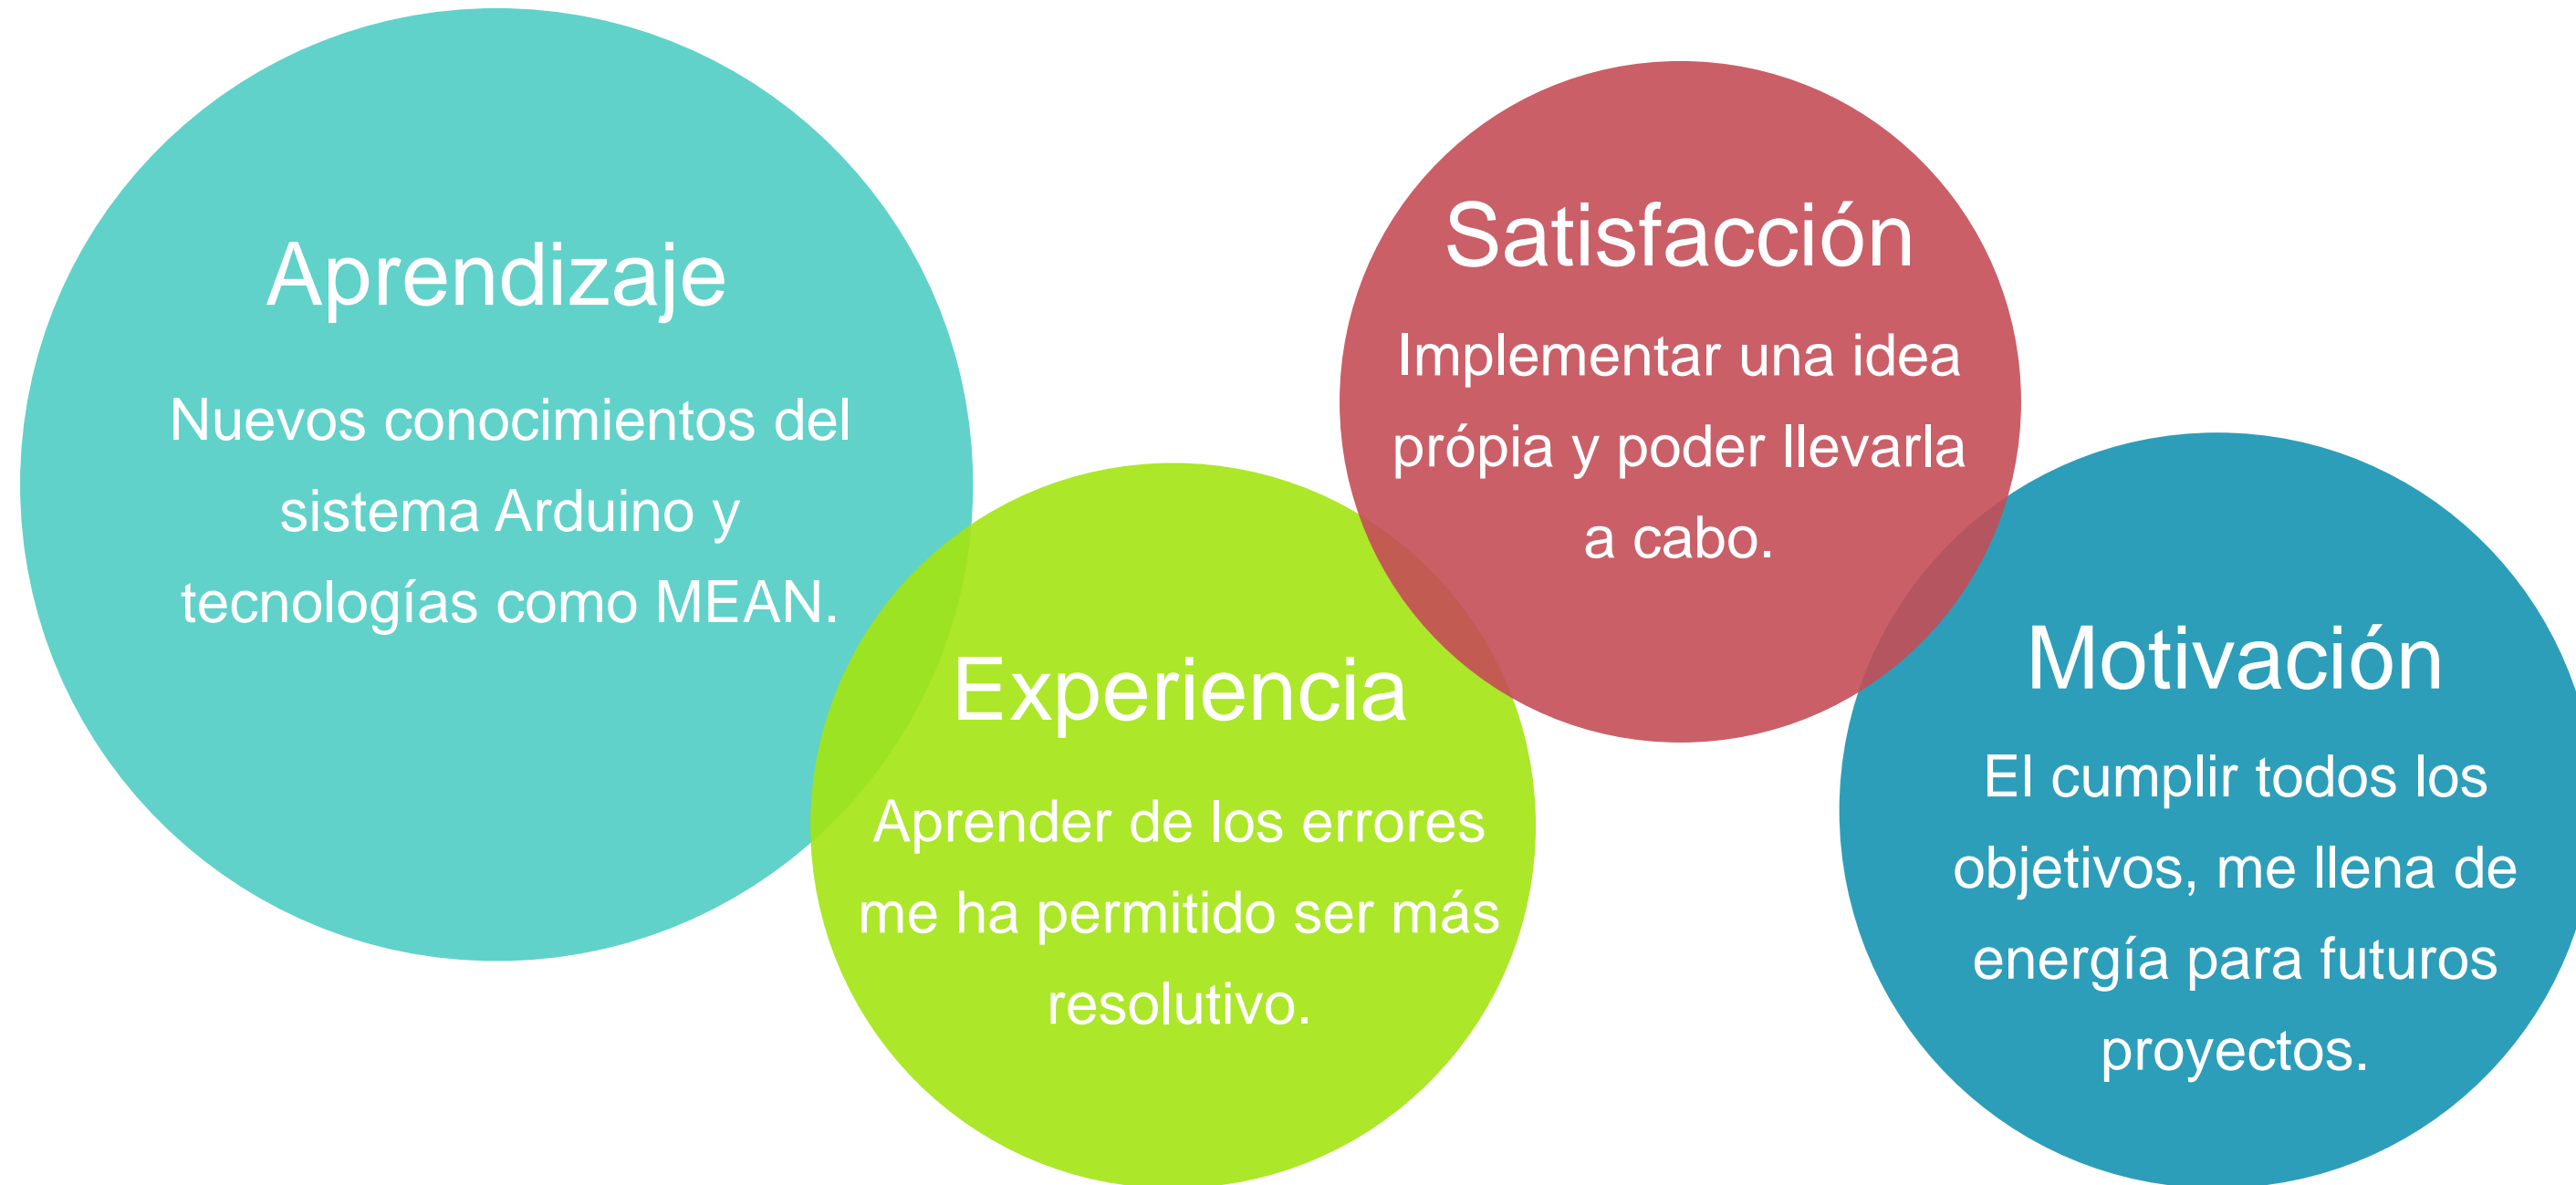 Aprendizaje
Nuevos conocimientos del
sistema Arduino y
tecnologías como MEAN.
Experiencia
Aprender de los errores
me ha permitido ser más
resolutivo.
Satisfacción
Implementar una idea
própia y poder llevarla
a cabo.
Motivación
El cumplir todos los
objetivos, me llena de
energía para futuros
proyectos.